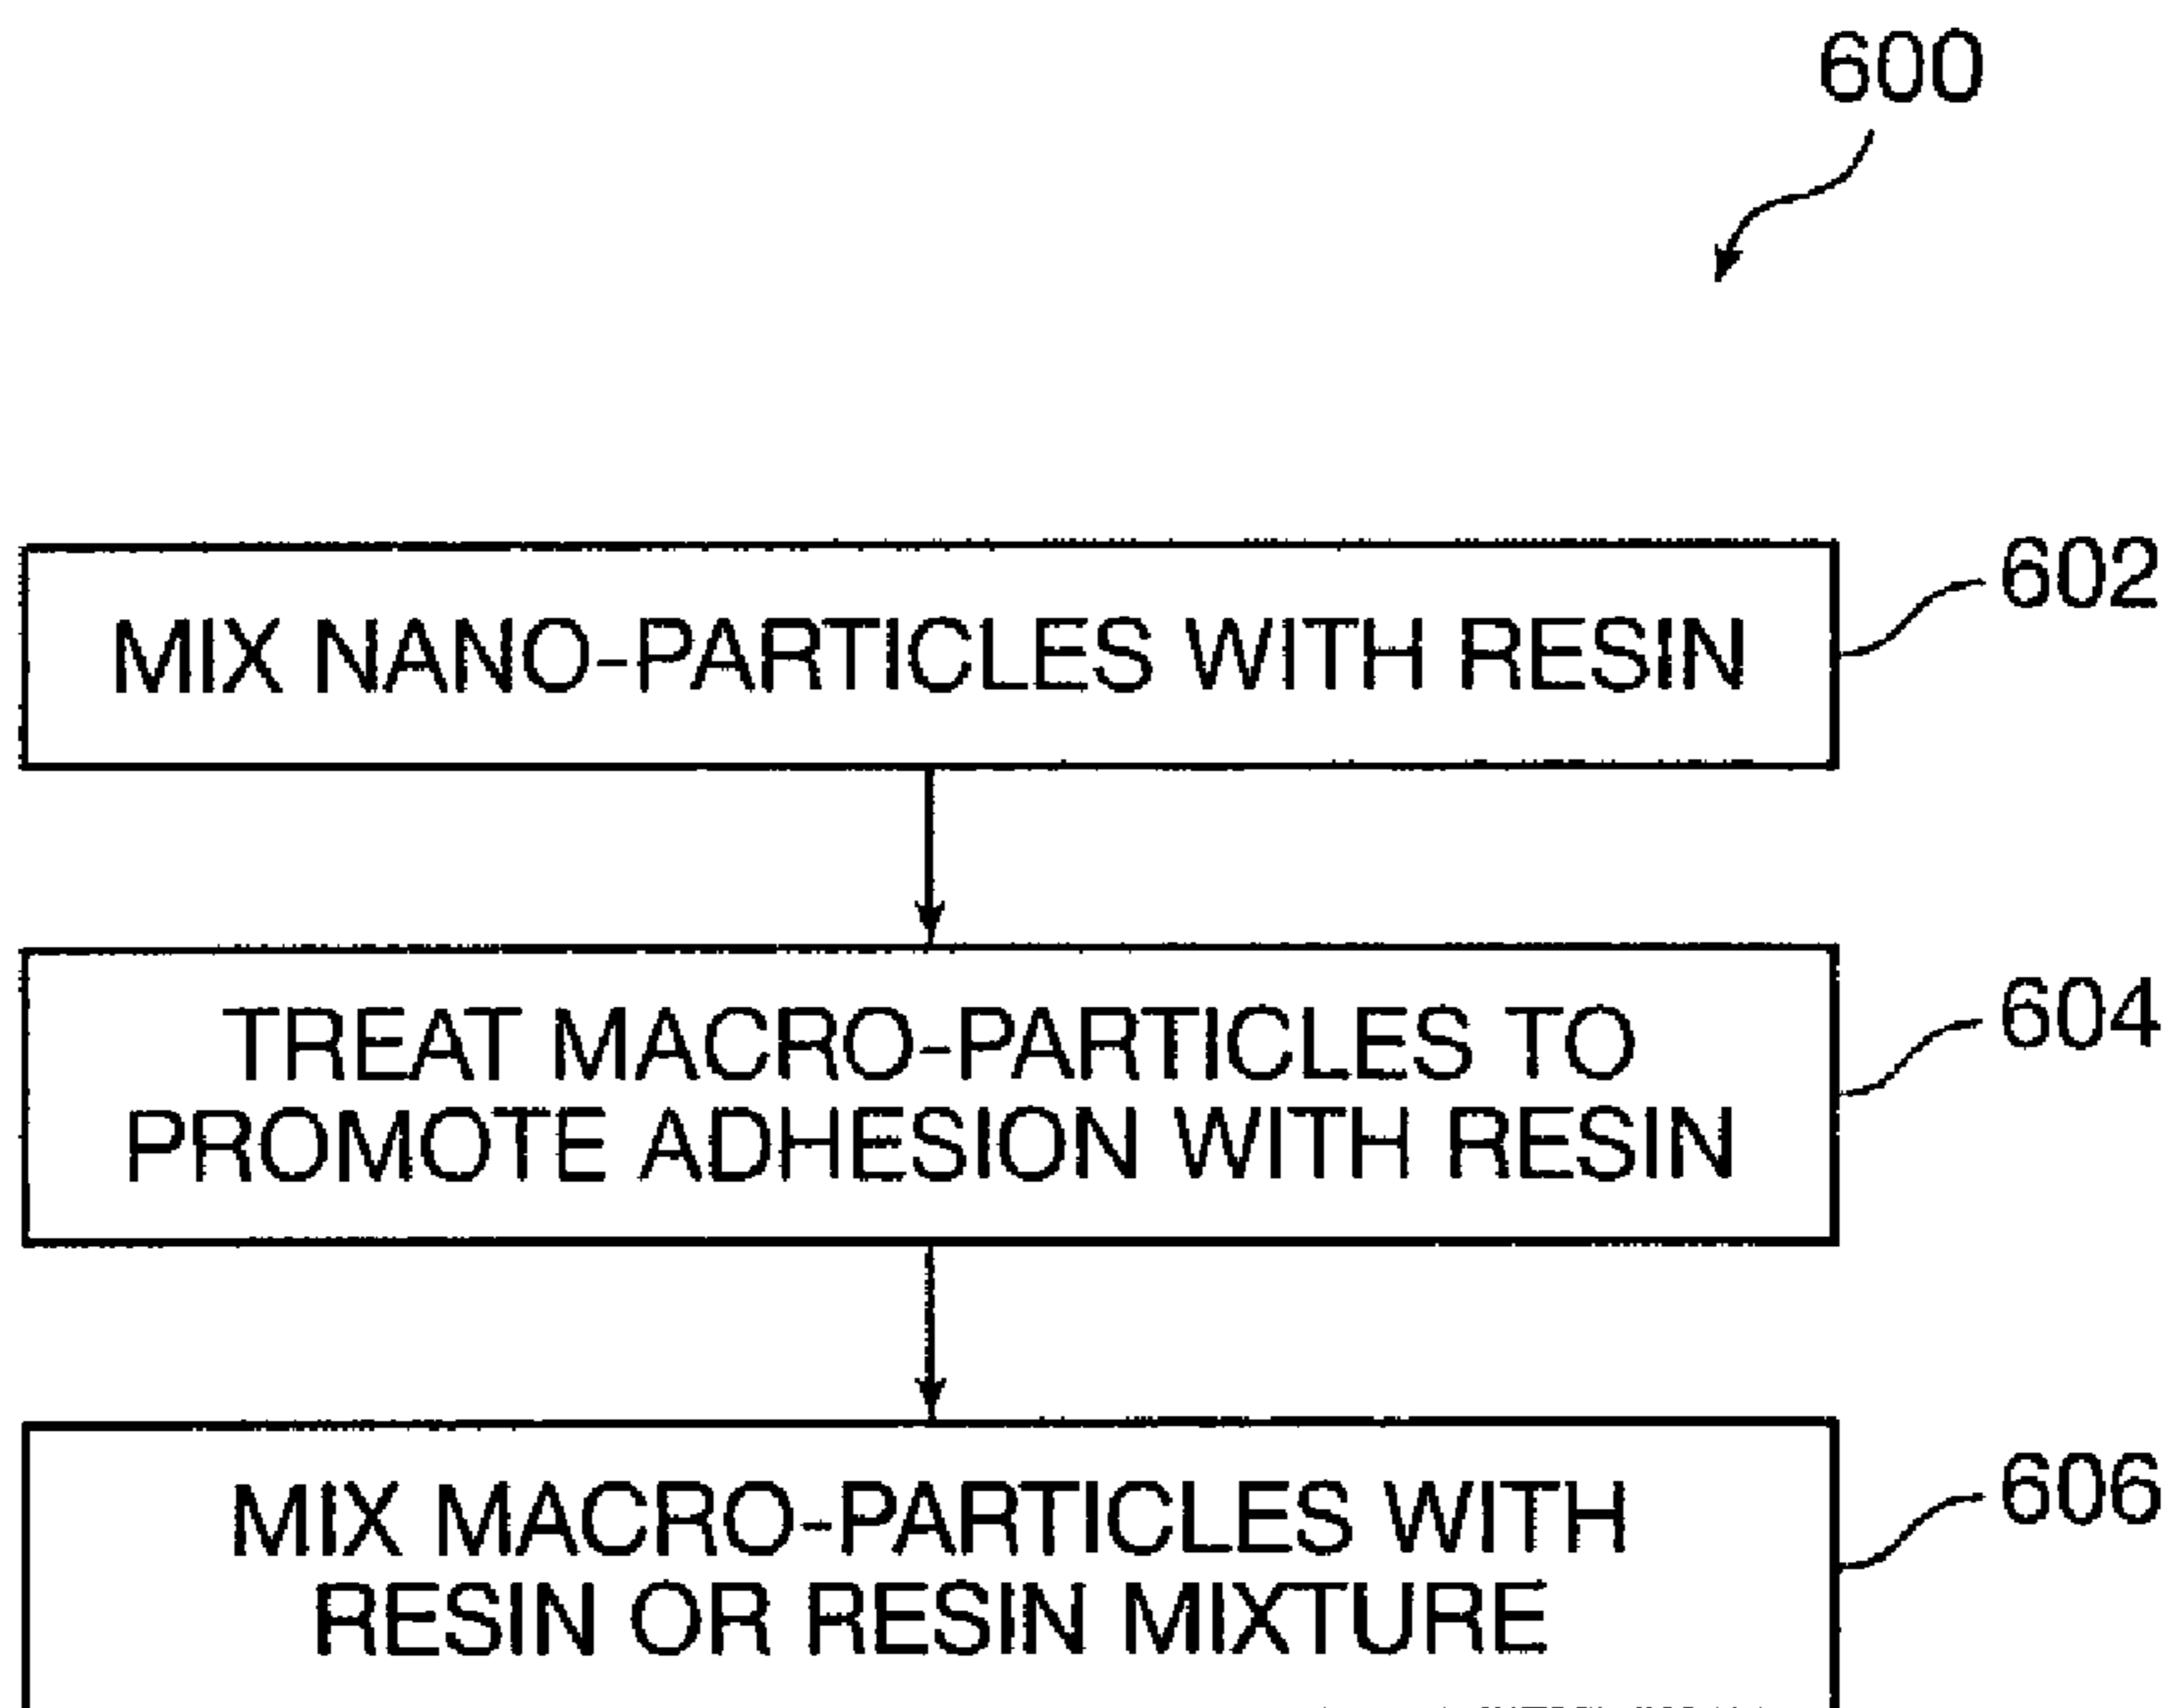 600
MIX NANO-PARTICLES WITH RESIN
602
TREAT MACRO-PARTICLES TO
PROMOTE ADHESION WITH RESIN
604
MIX MACRO-PARTICLES WITH
RESIN OR RESIN MIXTURE
606